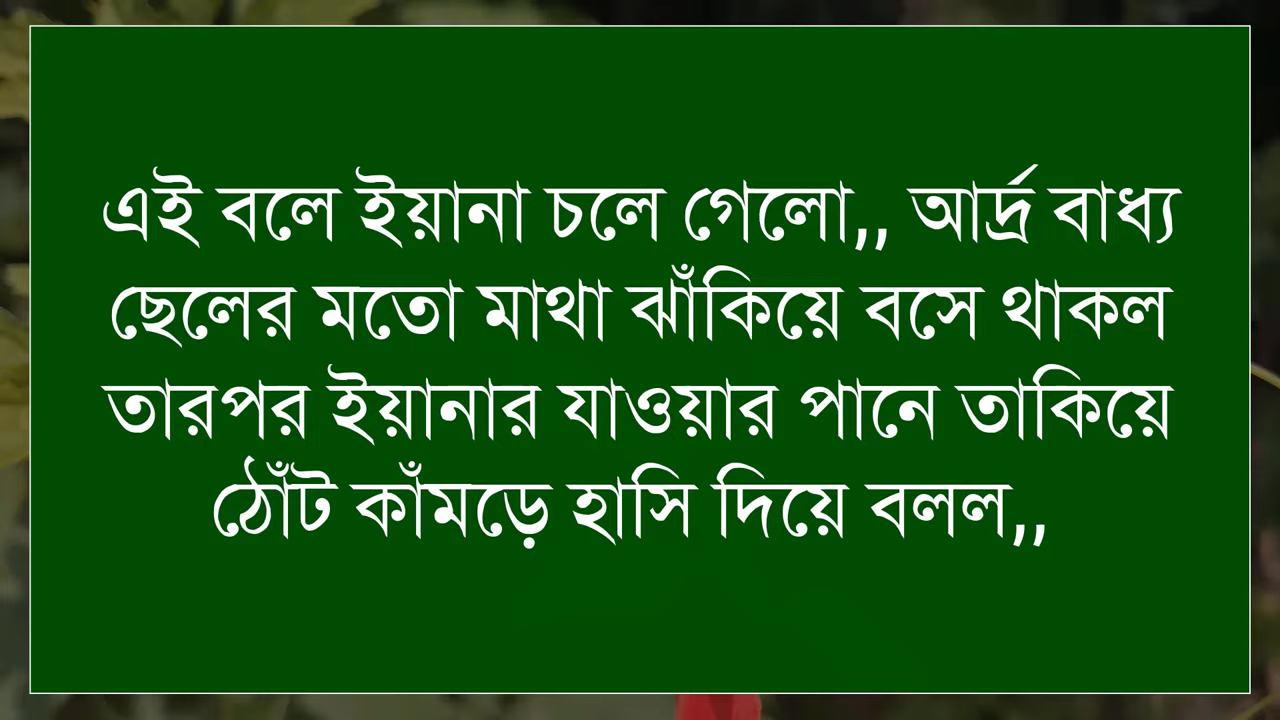 এই বলে ইয়ানা চলে গেলো,, আর্দ্র বাধ্য
ছেলের মতো মাথা ঝাঁকিয়ে বসে থাকল
তারপর ইয়ানার যাওয়ার পানে তাকিয়ে
ঠোঁট কাঁমড়ে হাসি দিয়ে বলল,,